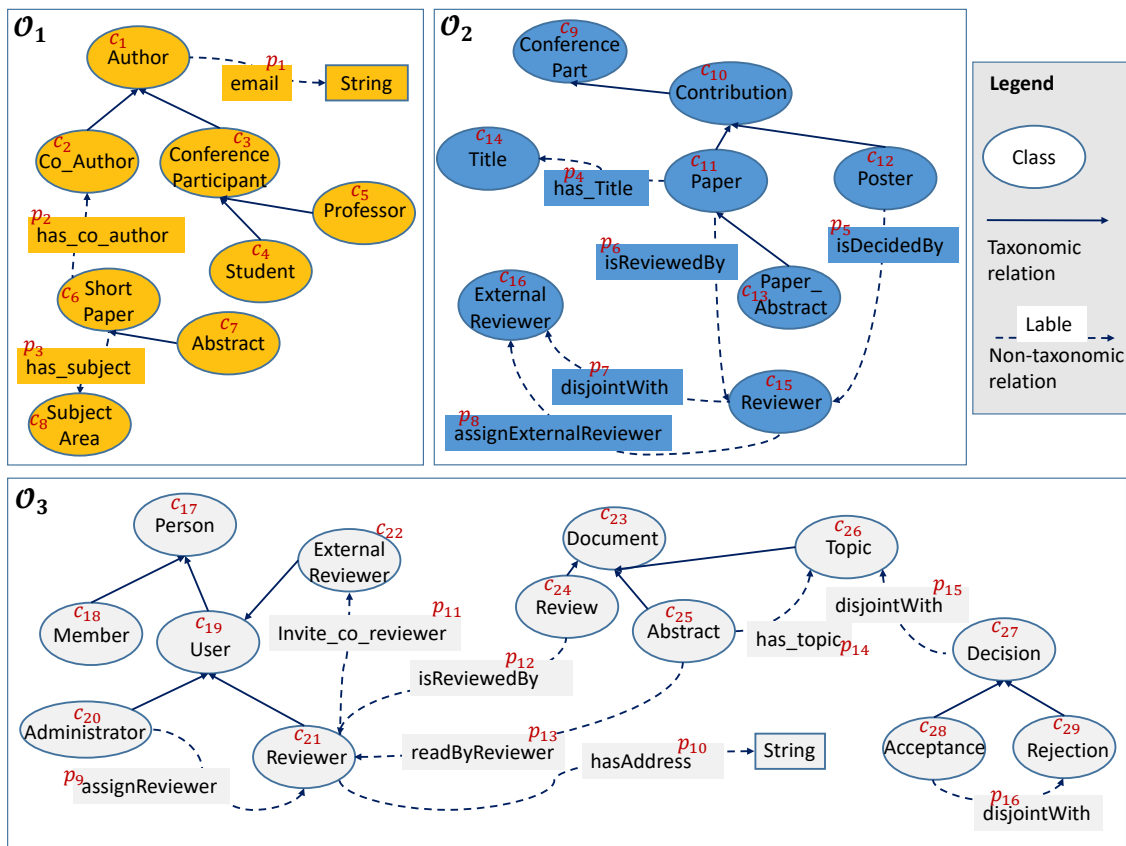 O1
c1
Author
p1
email
String
c2
Co_Author
c3
Conference
Participant
c5
Professor
p2
has_co_author
c4
Student
c6 Short
Paper
c7
Abstract
p3
has_subject
c8 Subject
Area
O2
c9
Conference
Part
c10
Contribution
c14
Title
p4
has_Title
c11
Paper
c12
Poster
p6
isReviewedBy
p5
isDecidedBy
c16
External
Reviewer
Paper_
c13
Abstract
p7
disjointWith
c15
Reviewer
p8
assignExternalReviewer
Legend
Class
Taxonomic
relation
Lable
Non-taxonomic
relation
O3
c17
Person
c22
External
Reviewer
c18
Member
c19
User
p11
Invite_co_reviewer
c20
Administrator
c21
Reviewer
p9
assignReviewer
c23
Document
c24
Review
c25
Abstract
c26
Topic
p15
disjointWith
has_topic
p14
c27
Decision
p12
isReviewedBy
p13
readByReviewer
p10
hasAddress
String
c28
Acceptance
c29
Rejection
p16
disjointWith